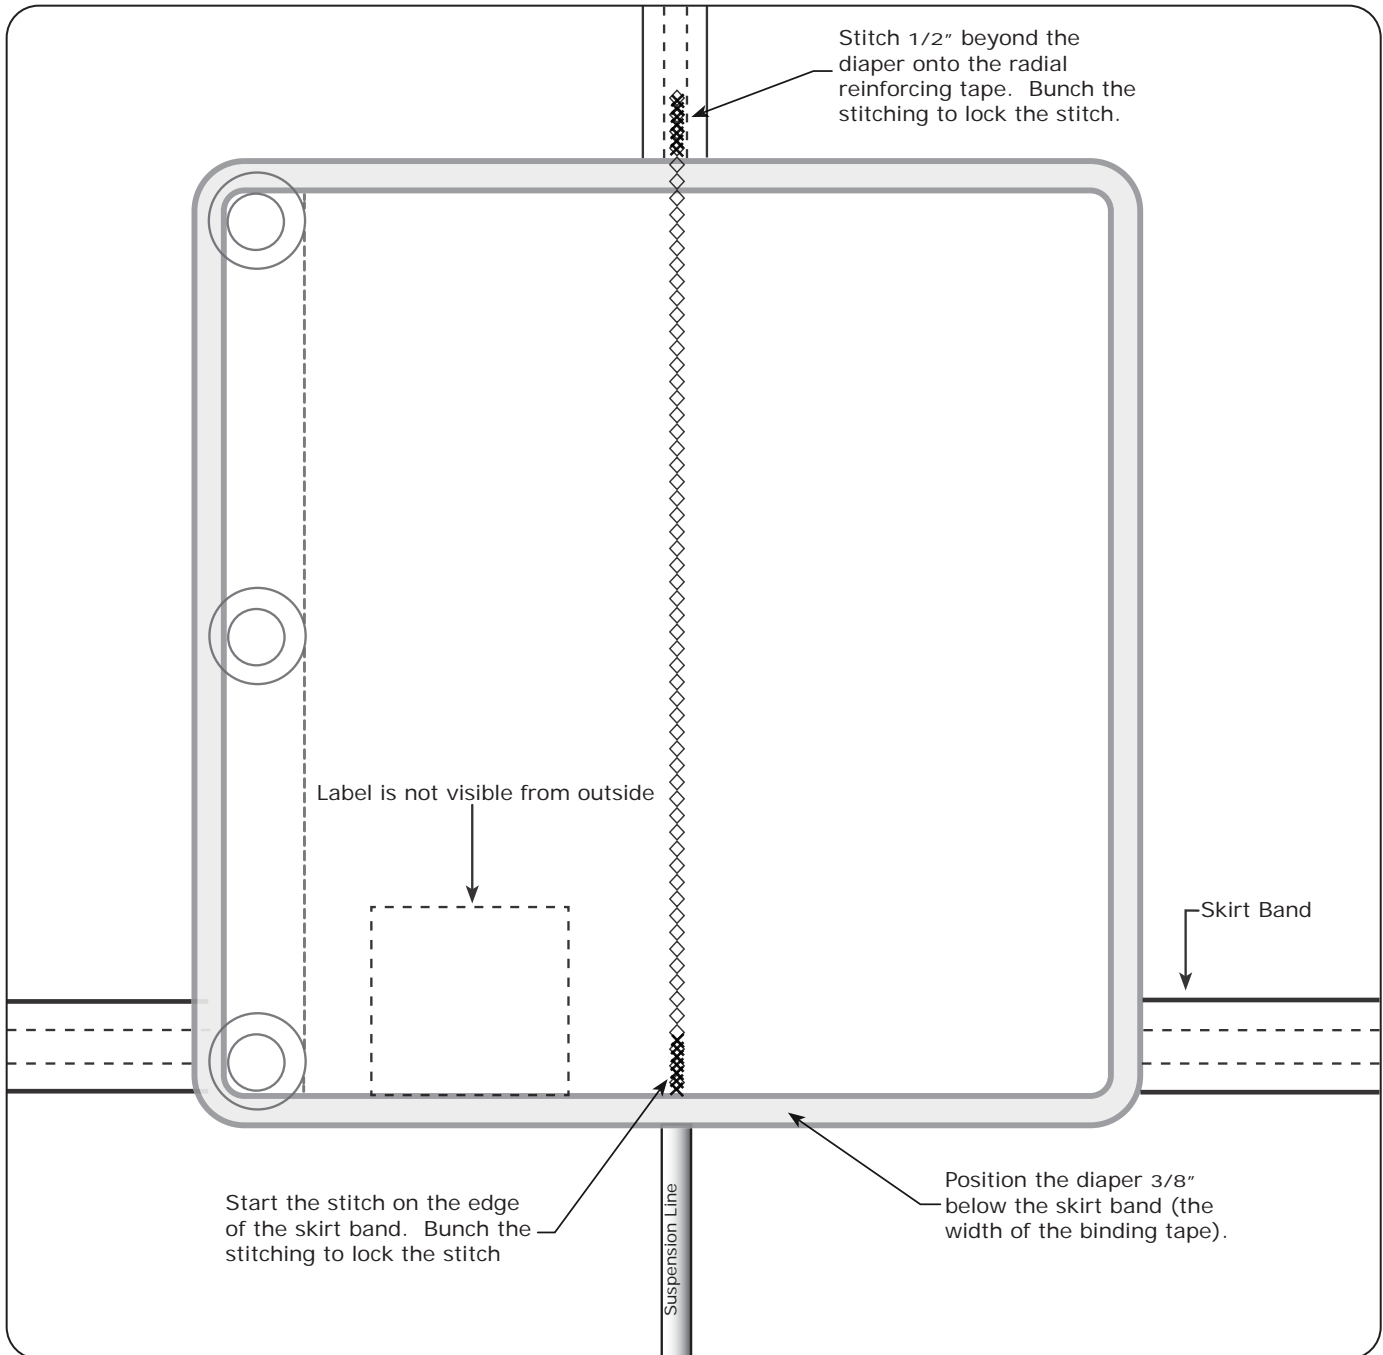 Stitch 1/2" beyond the
diaper onto the radial
reinforcing tape.  Bunch the
stitching to lock the stitch.
Label is not visible from outside
Skirt Band
Start the stitch on the edge
of the skirt band.  Bunch the
stitching to lock the stitch
Suspension Line
Position the diaper 3/8"
below the skirt band (the
width of the binding tape).